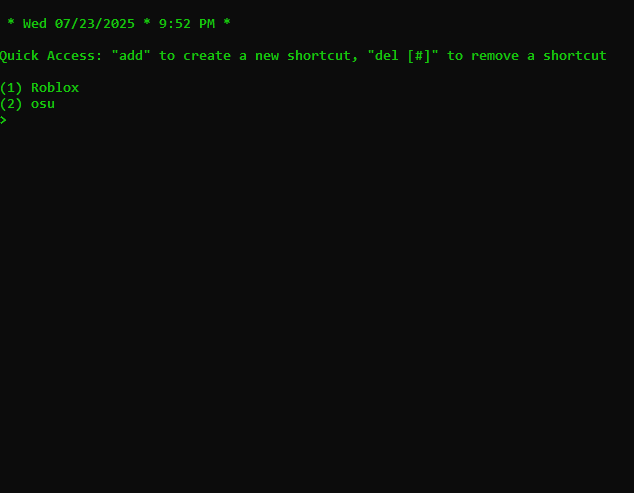 * Wed 07/23/2025 * 9:52 PM *
Quick Access: "add" to create a new shortcut, "del [#]" to remove a shortcut
(1) Roblox
(2) osu
>